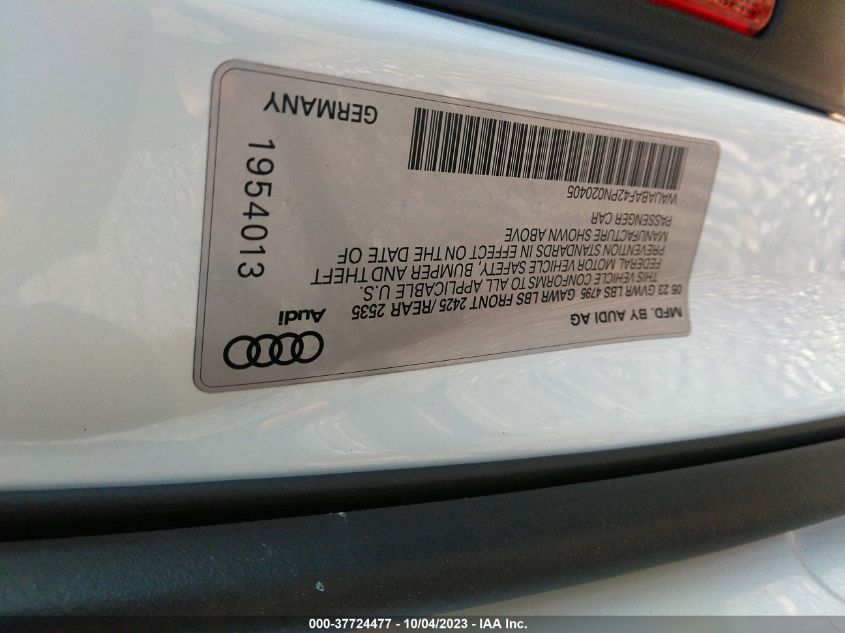 MFD. BY AUDI AG
05 23 GVWR LBS 4795 GAWR LBS FRONT 2425 /REAR 2535
THIS VEHICLE CONFORMS TO ALL APPLICABLE U.S.
FEDERAL MOTOR VEHICLE SAFETY, BUMPER AND THEFT
PREVENTION STANDARDS IN EFFECT ON THE DATE OF
MANUFACTURE SHOWN ABOVE
PASSENGER CAR
WAUABAF42PN020405
Audi
1954013
GERMANY
000-37724477 - 10/04/2023 - IAA Inc.